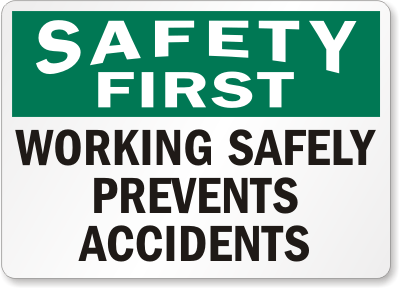 SAFETY
FIRST
WORKING SAFELY
PREVENTS
ACCIDENTS